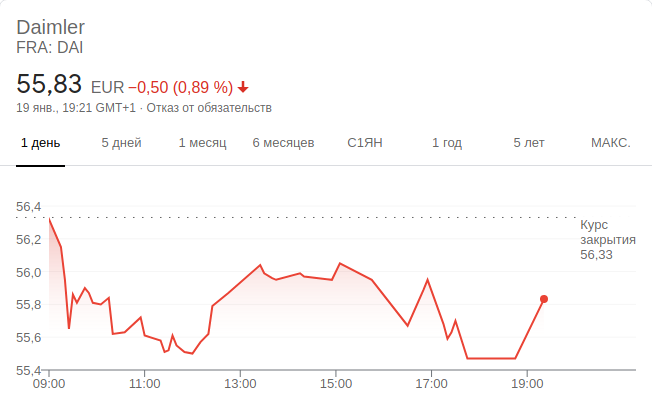 Daimler
FRA: DAI
55,83 EUR −0,50 (0,89 %)
19 янв., 19:21 GMT+1 · Отказ от обязательств
1 день 5 дней 1 месяц 6 месяцев С1ЯН 1 год 5 лет МАКС.
56,4
56,2
56,0
55,8
55,6
55,4
Курс
закрытия
56,33
09:00 11:00 13:00 15:00 17:00 19:00